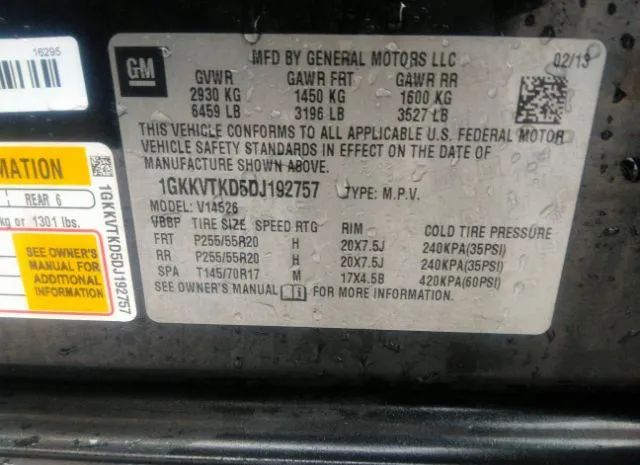 16295
GM
MFD BY GENERAL MOTORS LLC
02/13
GVWR GAWR FRT GAWR RR
2930 KG 1450 KG 1600 KG
6459 LB 3196 LB 3527 LB
THIS VEHICLE CONFORMS TO ALL APPLICABLE U.S. FEDERAL MOTOR
VEHICLE SAFETY STANDARDS IN EFFECT ON THE DATE OF
MANUFACTURE SHOWN ABOVE.
1GKKVTKD5DJ192757 TYPE: M.P.V.
MODEL: V14526
VBBP TIRE SIZE SPEED RTG RIM COLD TIRE PRESSURE
FRT P255/55R20 H 20X7.5J 240KPA(35PSI)
RR P255/55R20 H 20X7.5J 240KPA(35PSI)
SPA T145/70R17 M 17X4.5B 420KPA(60PSI)
SEE OWNER'S MANUAL FOR MORE INFORMATION.
REAR 6
kg or 1301 lbs.
SEE OWNER'S
MANUAL FOR
ADDITIONAL
INFORMATION
1GKKVTKD5DJ192757